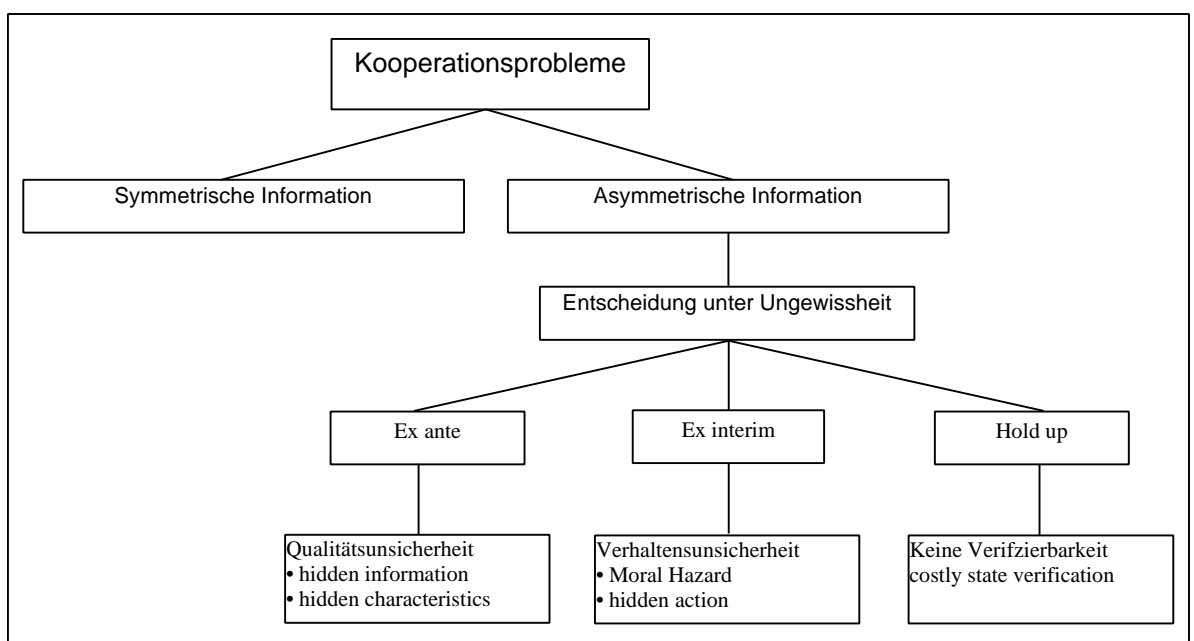 Kooperationsprobleme
Symmetrische Information
Asymmetrische Information
Entscheidung unter Ungewissheit
Ex ante
Ex interim
Hold up
Qualitätsunsicherheit
• hidden information
• hidden characteristics
Verhaltensunsicherheit
• Moral Hazard
• hidden action
Keine Verifzierbarkeit
costly state verification